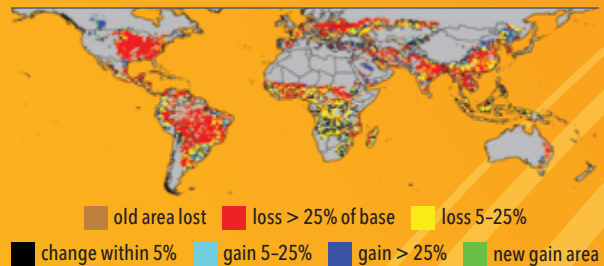 old area lost loss > 25% of base loss 5–25%
change within 5% gain 5–25% gain > 25% new gain area